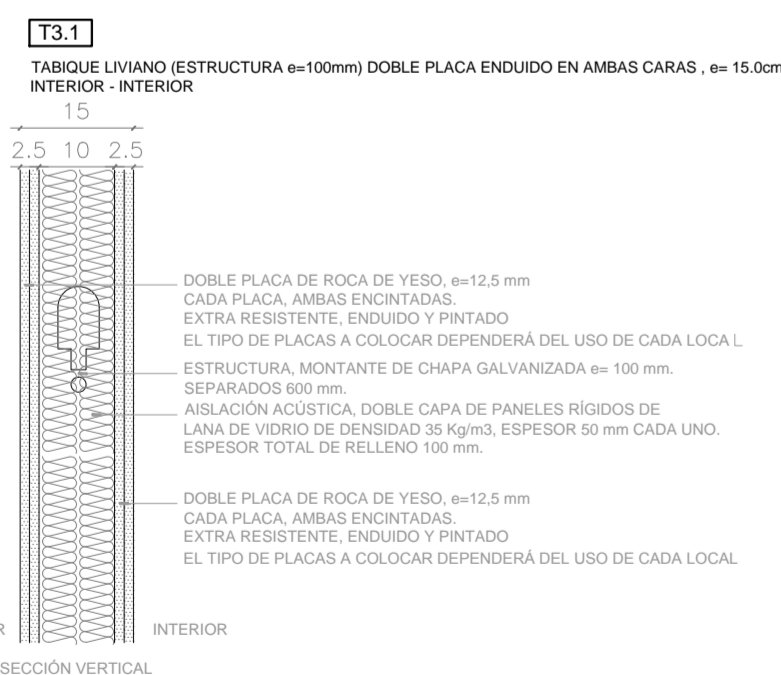 T3.1
TABIQUE LIVIANO (ESTRUCTURA e=100mm) DOBLE PLACA ENDUIDO EN AMBAS CARAS , e= 15.0cm
INTERIOR - INTERIOR
15
2.5 10 2.5
DOBLE PLACA DE ROCA DE YESO, e=12,5 mm
CADA PLACA, AMBAS ENCINTADAS.
EXTRA RESISTENTE, ENDUIDO Y PINTADO
EL TIPO DE PLACAS A COLOCAR DEPENDERÁ DEL USO DE CADA LOCA L
ESTRUCTURA, MONTANTE DE CHAPA GALVANIZADA e= 100 mm.
SEPARADOS 600 mm.
AISLACIÓN ACÚSTICA, DOBLE CAPA DE PANELES RÍGIDOS DE
LANA DE VIDRIO DE DENSIDAD 35 Kg/m3, ESPESOR 50 mm CADA UNO.
ESPESOR TOTAL DE RELLENO 100 mm.
DOBLE PLACA DE ROCA DE YESO, e=12,5 mm
CADA PLACA, AMBAS ENCINTADAS.
EXTRA RESISTENTE, ENDUIDO Y PINTADO
EL TIPO DE PLACAS A COLOCAR DEPENDERÁ DEL USO DE CADA LOCAL
R INTERIOR
SECCIÓN VERTICAL